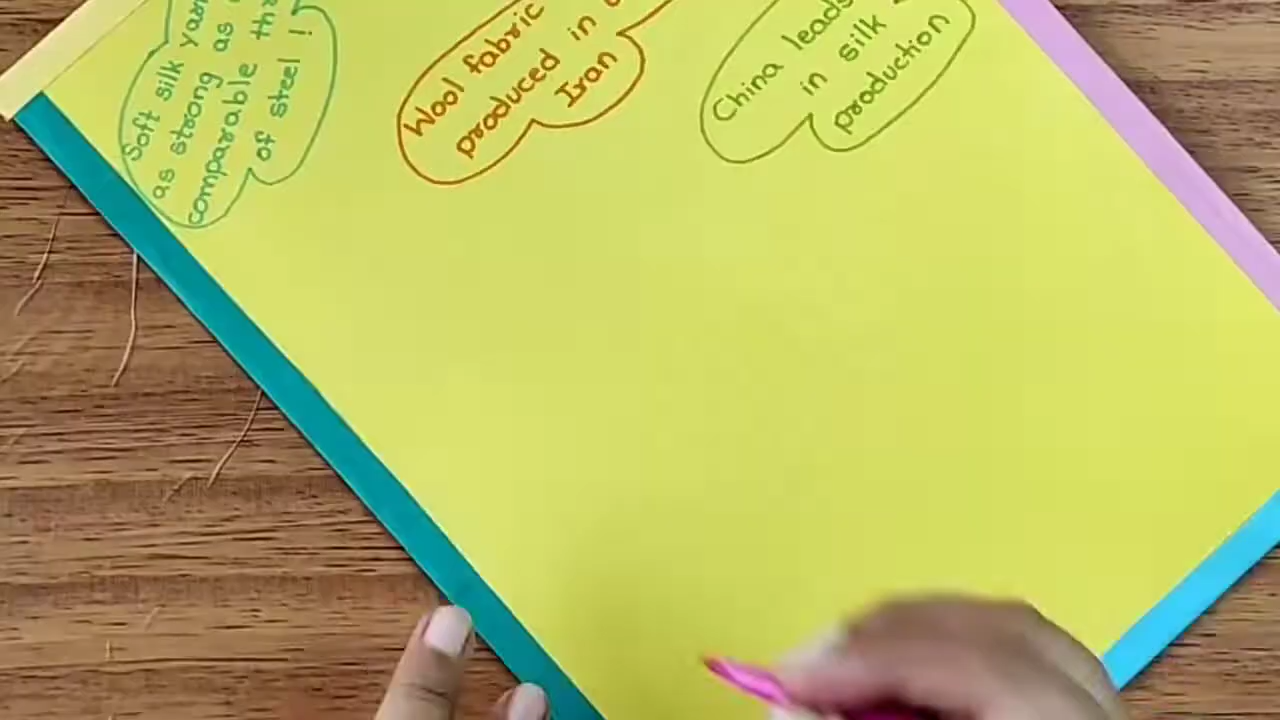 Soft silk yarn
as strong as
comparable
of steel !
Wool fabric
produced in
Iran
China leads
in silk
production